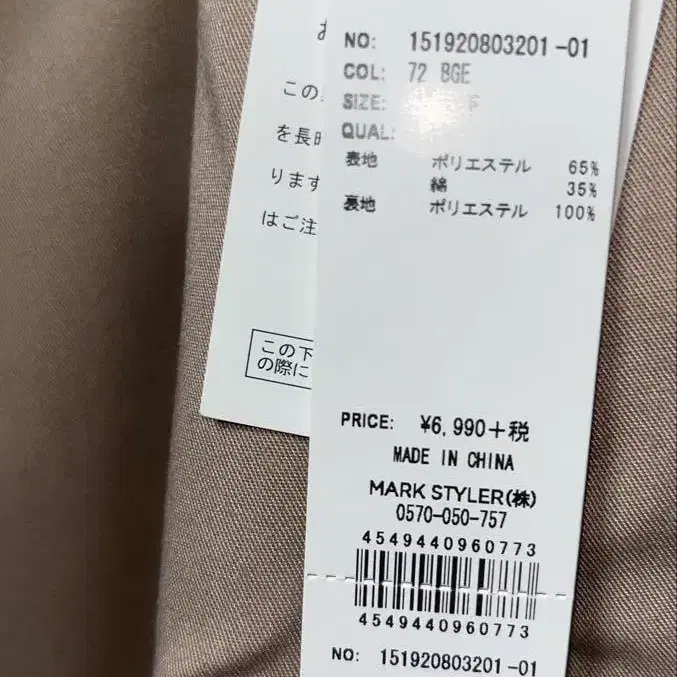 お
この
を長時
ります
はご注
この下
の際に
NO: 151920803201-01
COL: 72 BGE
SIZE:
QUAL:
表地 ポリエステル 65%
綿 35%
裏地 ポリエステル 100%
PRICE: ¥6,990+税
MADE IN CHINA
MARK STYLER(株)
0570-050-757
4549440960773
4549440960773
NO: 151920803201-01